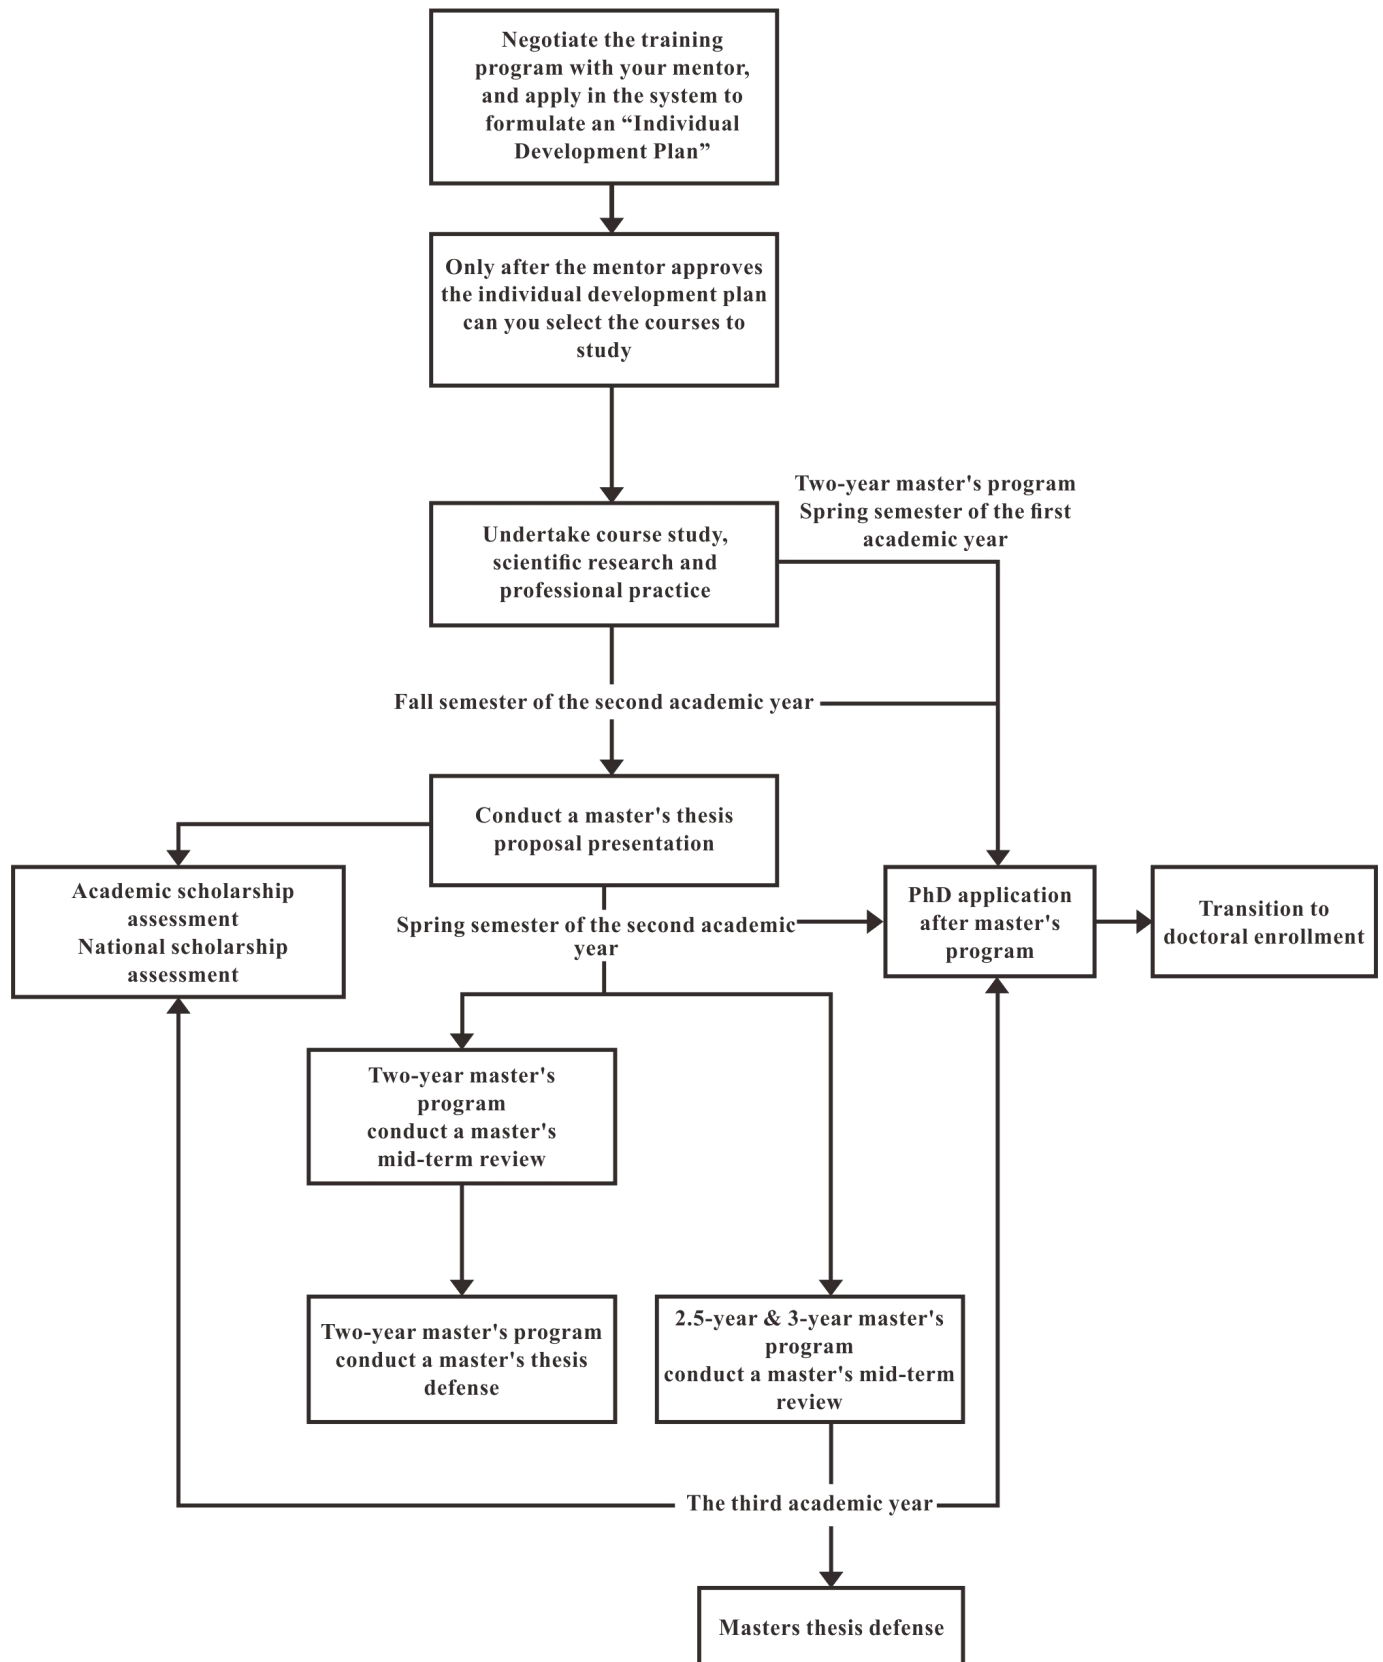 Negotiate the training
program with your mentor,
and apply in the system to
formulate an “Individual
Development Plan”
Only after the mentor approves
the individual development plan
can you select the courses to
study
Two-year master's program
Spring semester of the first
academic year
Undertake course study,
scientific research and
professional practice
Fall semester of the second academic year
Conduct a master's thesis
proposal presentation
Academic scholarship
assessment
National scholarship
assessment
Spring semester of the second academic
year
PhD application
after master's
program
Transition to
doctoral enrollment
Two-year master's
program
conduct a master's
mid-term review
Two-year master's program
conduct a master's thesis
defense
2.5-year & 3-year master's
program
conduct a master's mid-term
review
The third academic year
Masters thesis defense